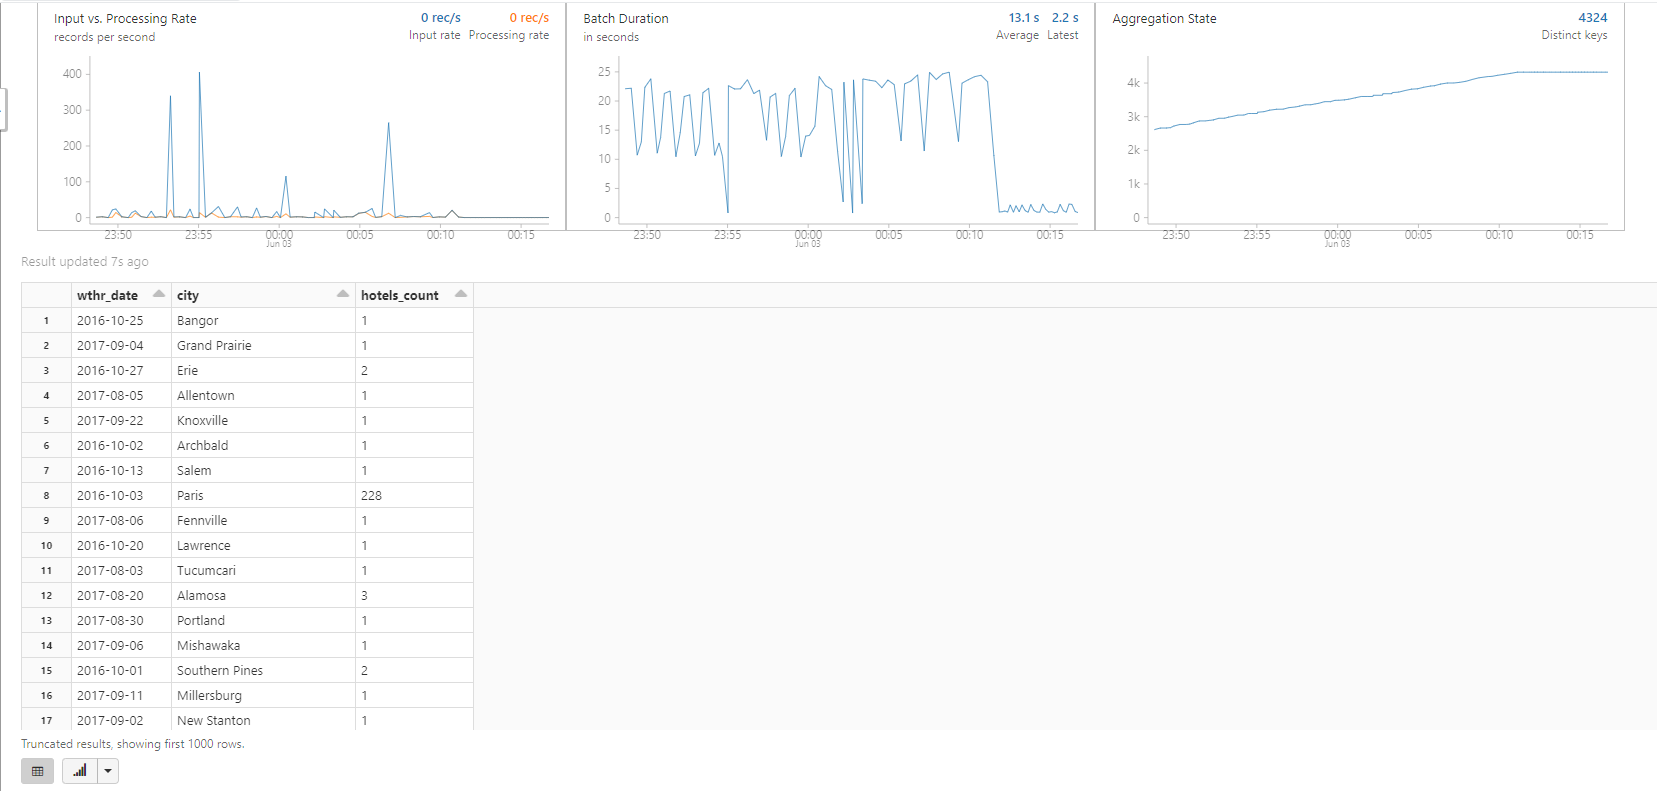 Input vs. Processing Rate
records per second
0 rec/s 0 rec/s
Input rate Processing rate
400
300
200
100
0
23:50 23:55 00:00 00:05 00:10 00:15
Jun 03
Batch Duration
in seconds
13.1 s 2.2 s
Average Latest
25
20
15
10
5
0
23:50 23:55 00:00 00:05 00:10 00:15
Jun 03
Aggregation State
4324
Distinct keys
4k
3k
2k
1k
0
23:50 23:55 00:00 00:05 00:10 00:15
Jun 03
Result updated 7s ago
wthr_date city hotels_count
1 2016-10-25 Bangor 1
2 2017-09-04 Grand Prairie 1
3 2016-10-27 Erie 2
4 2017-08-05 Allentown 1
5 2017-09-22 Knoxville 1
6 2016-10-02 Archbald 1
7 2016-10-13 Salem 1
8 2016-10-03 Paris 228
9 2017-08-06 Fennville 1
10 2016-10-20 Lawrence 1
11 2017-08-03 Tucumcari 1
12 2017-08-20 Alamosa 3
13 2017-08-30 Portland 1
14 2017-09-06 Mishawaka 1
15 2016-10-01 Southern Pines 2
16 2017-09-11 Millersburg 1
17 2017-09-02 New Stanton 1
Truncated results, showing first 1000 rows.